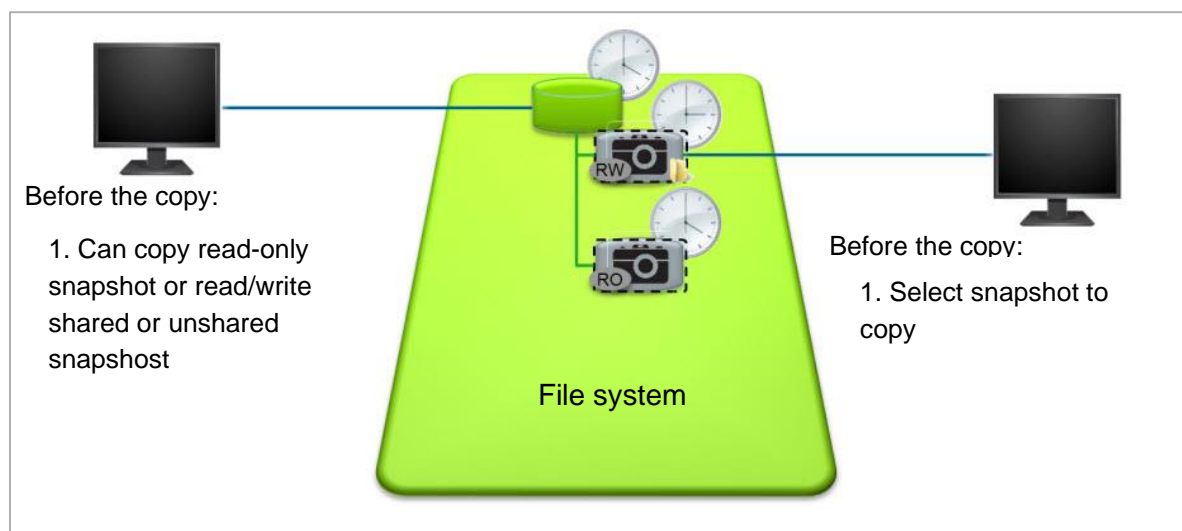 RW
RO
Before the copy:
1. Can copy read-only
snapshot or read/write
shared or unshared
snapshost
Before the copy:
1. Select snapshot to
copy
File system